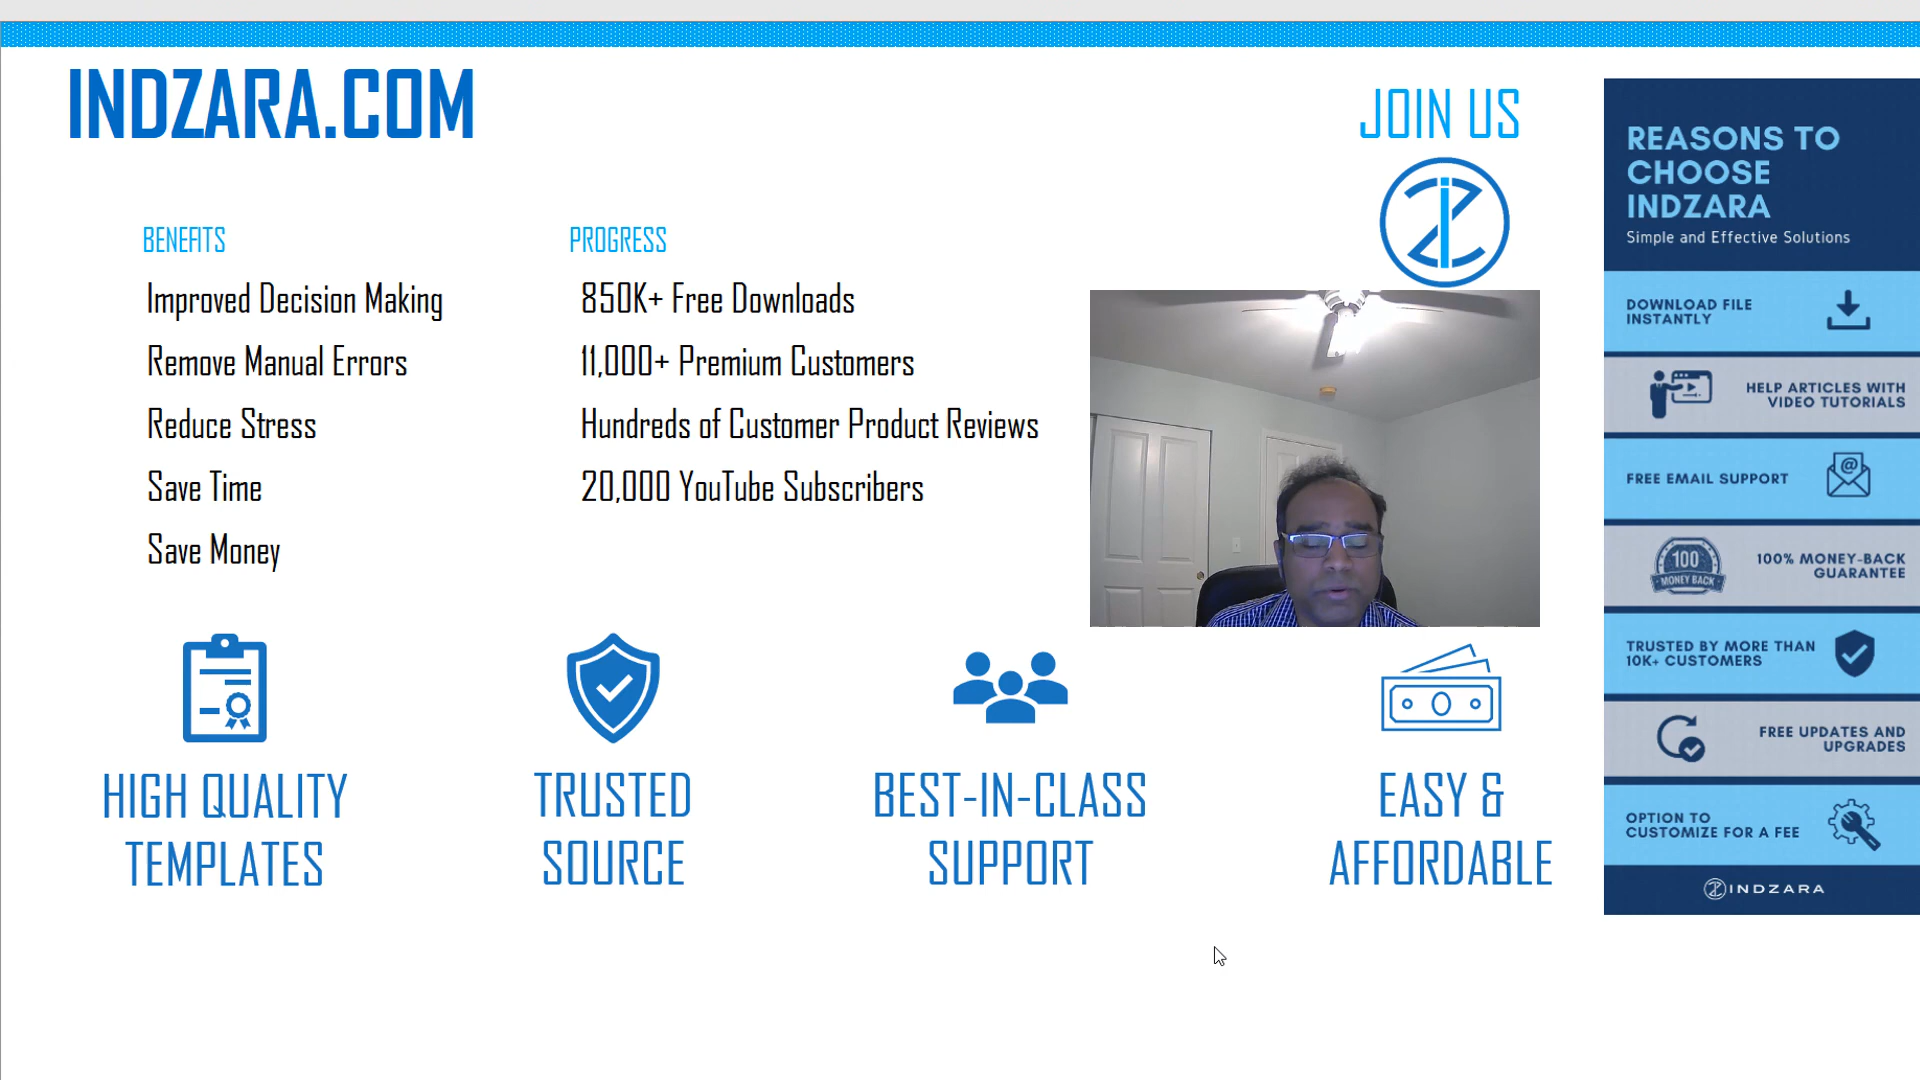 INDZARA.COM
BENEFITS
Improved Decision Making
Remove Manual Errors
Reduce Stress
Save Time
Save Money
PROGRESS
850K+ Free Downloads
11,000+ Premium Customers
Hundreds of Customer Product Reviews
20,000 YouTube Subscribers
JOIN US
HIGH QUALITY
TEMPLATES
TRUSTED
SOURCE
BEST-IN-CLASS
SUPPORT
EASY &
AFFORDABLE
REASONS TO
CHOOSE
INDZARA
Simple and Effective Solutions
DOWNLOAD FILE
INSTANTLY
HELP ARTICLES WITH
VIDEO TUTORIALS
FREE EMAIL SUPPORT
@
100
MONEY BACK
100% MONEY-BACK
GUARANTEE
TRUSTED BY MORE THAN
10K+ CUSTOMERS
FREE UPDATES AND
UPGRADES
OPTION TO
CUSTOMIZE FOR A FEE
INDZARA